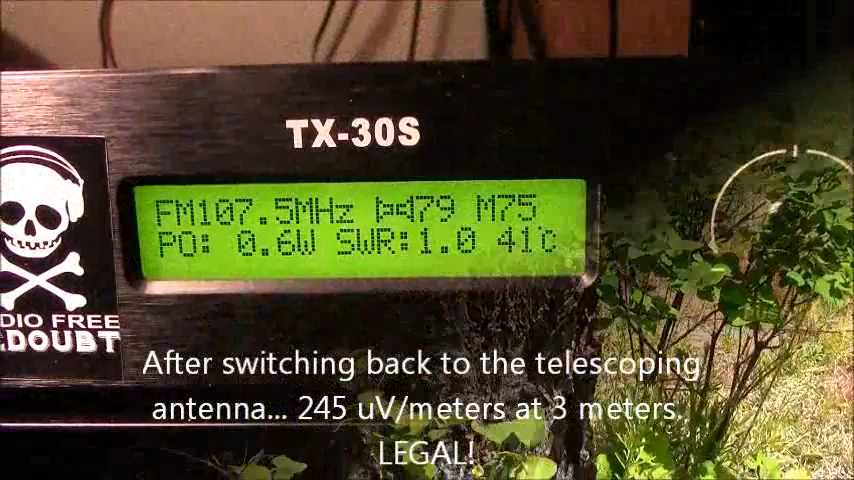 TX-30S
FM107.5MHz 79 M75
PO: 0.6W SWR:1.0 41°C
DIO FREE
.DOUBT
After switching back to the telescoping
antenna... 245 uV/meters at 3 meters.
LEGAL!